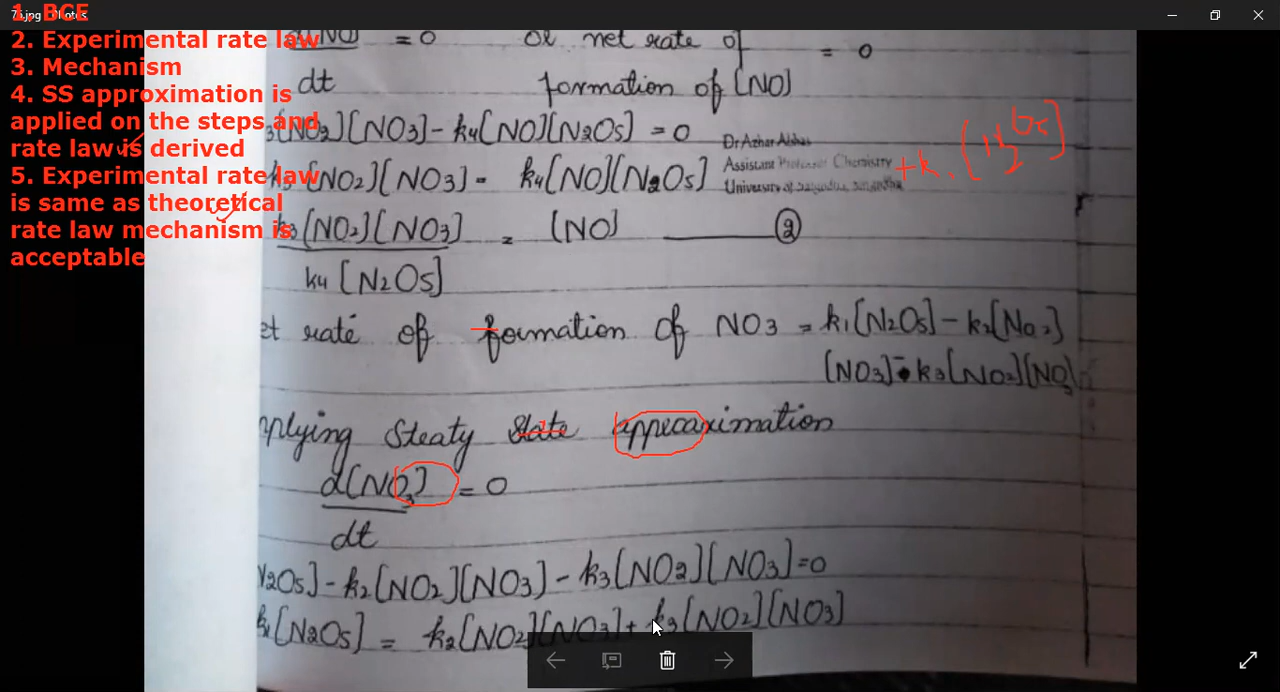 1. BCE
2. Experimental rate law
3. Mechanism
4. SS approximation is
applied on the steps and
rate law is derived
5. Experimental rate law
is same as theoretical
rate law mechanism is
acceptable
= 0 Or net rate of = 0
dt formation of [NO]
[NO2][NO3] - k4[NO][N2O5] = 0
Dr Azhar Abbas
Assistant Professor Chemistry
University of Sargodha, Sargodha
+k1 [N2O5]
k3[NO2][NO3] = k4[NO][N2O5]
k3[NO2][NO3] = [NO] ②
k4[N2O5]
et rate of formation of NO3 = k1[N2O5] - k2[NO2]
[NO3] - k3[NO2][NO3]
pplying Steaty State approximation
d[NO3] = 0
dt
N2O5] - k2[NO2][NO3] - k3[NO2][NO3] = 0
k1[N2O5] = k2[NO2][NO3] + k3[NO2][NO3]